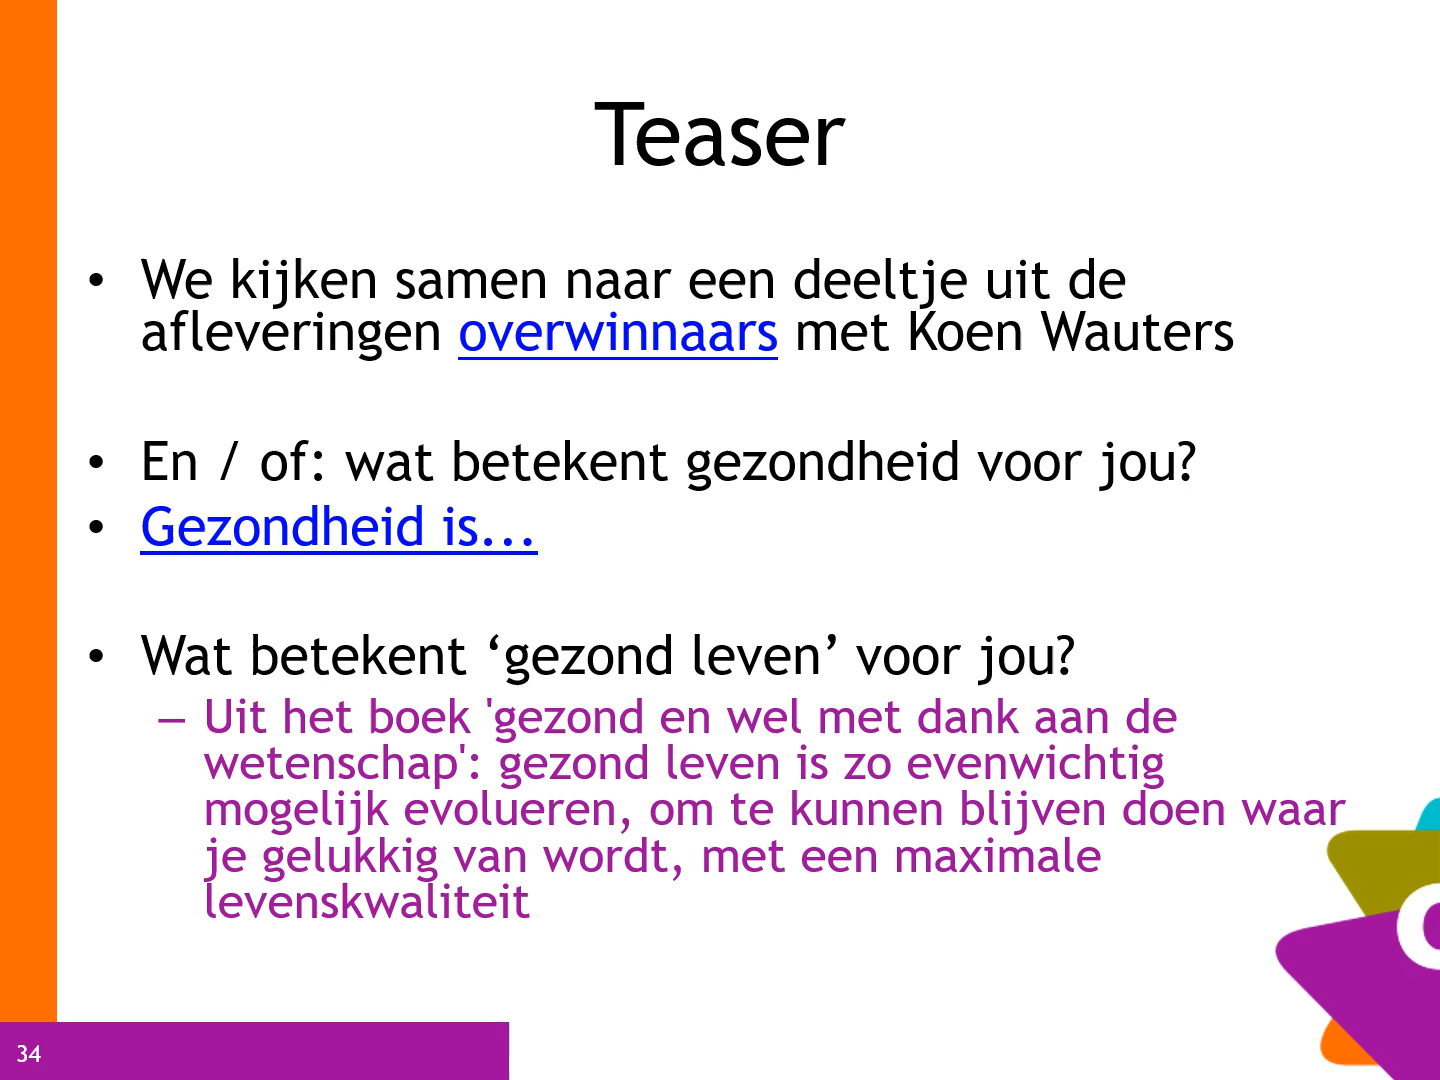 Teaser
• We kijken samen naar een deeltje uit de
afleveringen overwinnaars met Koen Wauters
• En / of: wat betekent gezondheid voor jou?
• Gezondheid is...
• Wat betekent ‘gezond leven’ voor jou?
– Uit het boek 'gezond en wel met dank aan de
wetenschap': gezond leven is zo evenwichtig
mogelijk evolueren, om te kunnen blijven doen waar
je gelukkig van wordt, met een maximale
levenskwaliteit
34